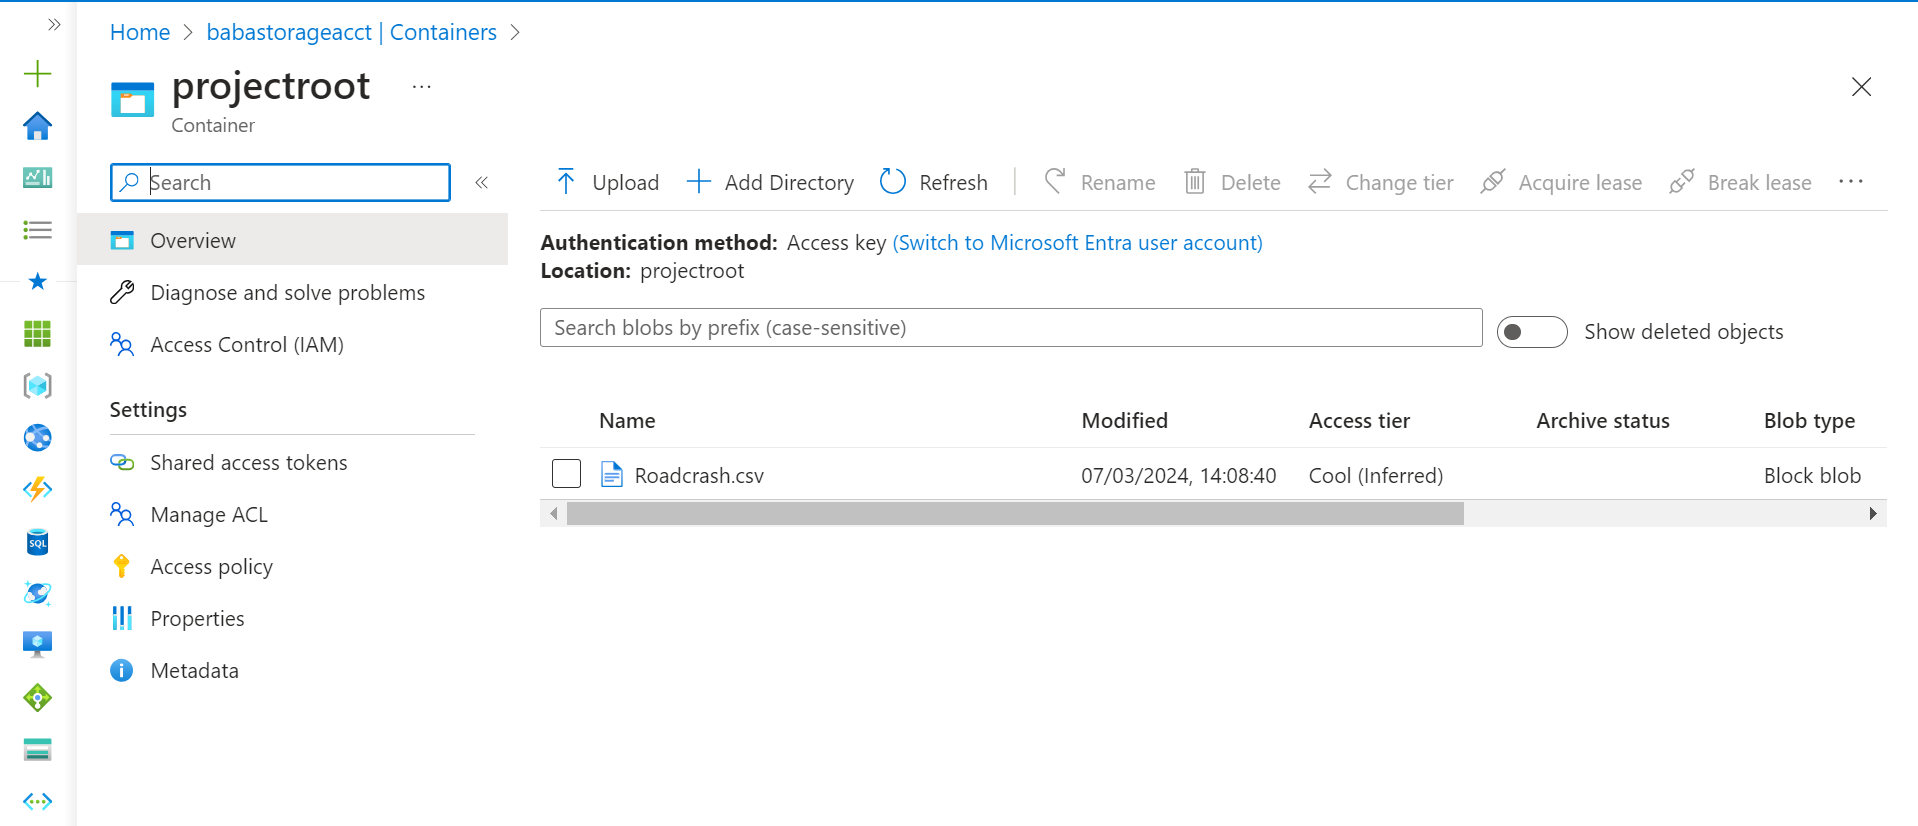 Home > babastorageacct | Containers >
projectroot ...
Container
Search
Overview
Diagnose and solve problems
Access Control (IAM)
Settings
Shared access tokens
Manage ACL
Access policy
Properties
Metadata
Upload Add Directory Refresh Rename Delete Change tier Acquire lease Break lease ...
Authentication method: Access key (Switch to Microsoft Entra user account)
Location: projectroot
Search blobs by prefix (case-sensitive)
Show deleted objects
Name Modified Access tier Archive status Blob type
Roadcrash.csv 07/03/2024, 14:08:40 Cool (Inferred) Block blob
SQL